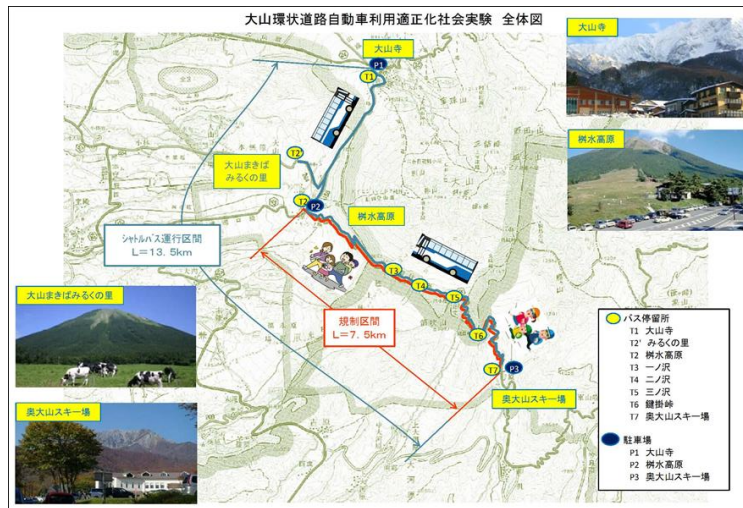 大山環状道路自動車利用適正化社会実験 全体図
大山寺
P1
T1
大山寺
T2'
大山まきば
みるくの里
桝水高原
T2
P2
桝水高原
ｼｬﾄﾙﾊﾞｽ運行区間
L=13.5km
T3
T4
T5
大山まきばみるくの里
規制区間
L=7.5km
T6
T7
P3
奥大山スキー場
奥大山スキー場
バス停留所
T1 大山寺
T2' みるくの里
T2 桝水高原
T3 一ノ沢
T4 二ノ沢
T5 三ノ沢
T6 鍵掛峠
T7 奥大山スキー場
駐車場
P1 大山寺
P2 桝水高原
P3 奥大山スキー場